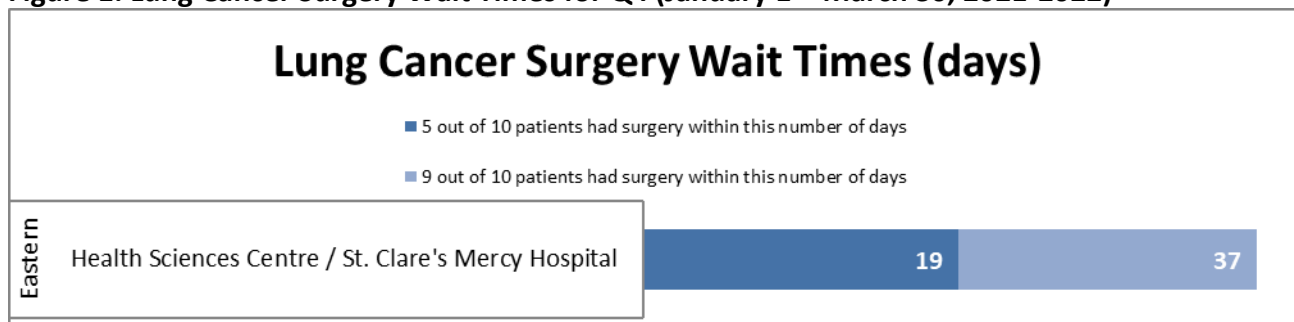 Lung Cancer Surgery Wait Times (days)
5 out of 10 patients had surgery within this number of days
9 out of 10 patients had surgery within this number of days
Eastern
Health Sciences Centre / St. Clare's Mercy Hospital
19
37